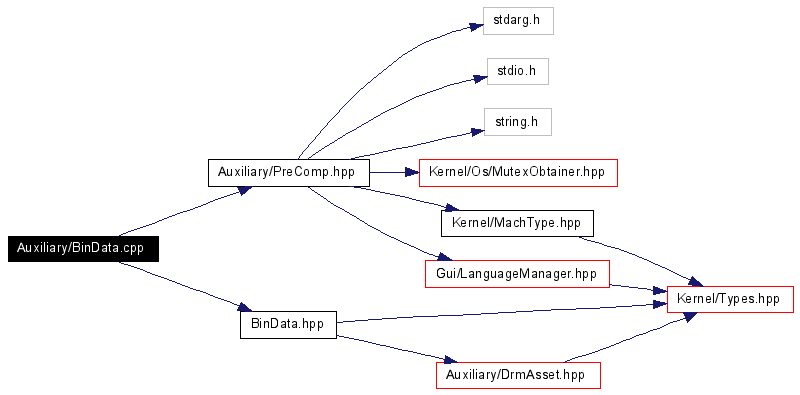 stdarg.h
stdio.h
string.h
Auxiliary/PreComp.hpp
Kernel/Os/MutexObtainer.hpp
Kernel/MachType.hpp
Auxiliary/BinData.cpp
Gui/LanguageManager.hpp
Kernel/Types.hpp
BinData.hpp
Auxiliary/DrmAsset.hpp